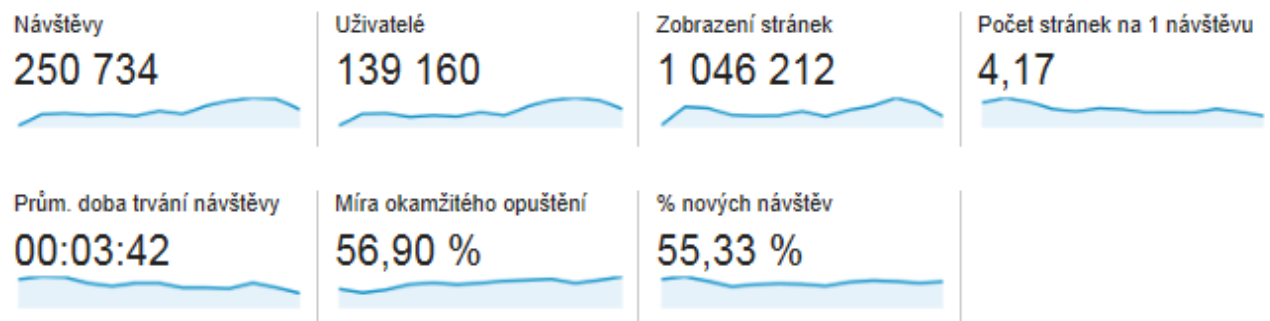 Návštěvy
250 734
Uživatelé
139 160
Zobrazení stránek
1 046 212
Počet stránek na 1 návštěvu
4,17
Prům. doba trvání návštěvy
00:03:42
Míra okamžitého opuštění
56,90 %
% nových návštěv
55,33 %